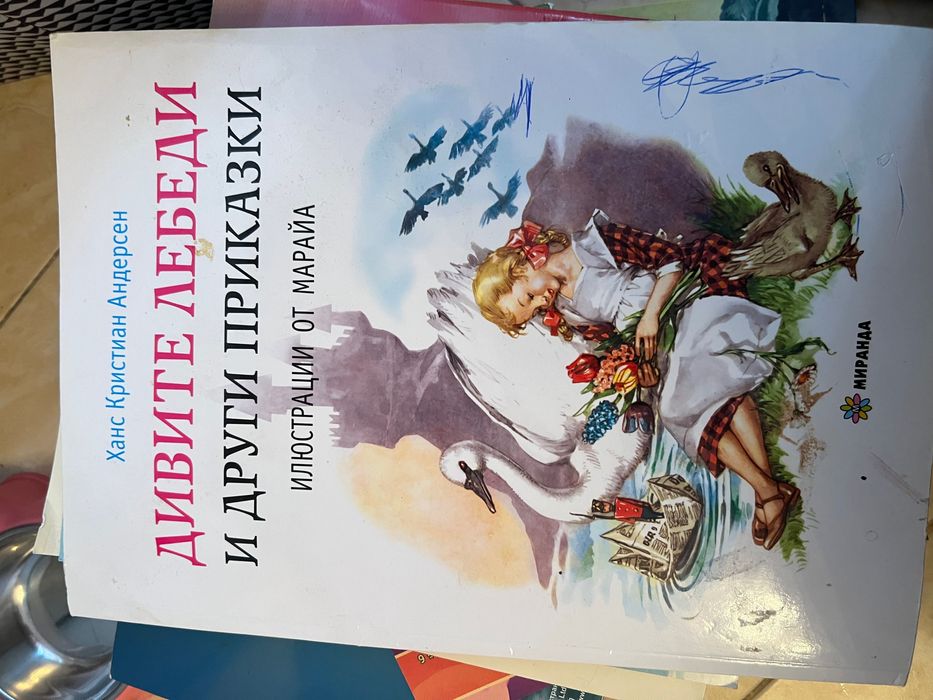 Ханс Кристиан Андерсен
ДИВИТЕ ЛЕБЕДИ
И ДРУГИ ПРИКАЗКИ
ИЛЮСТРАЦИИ ОТ МАРАЙА
МИРАНДА